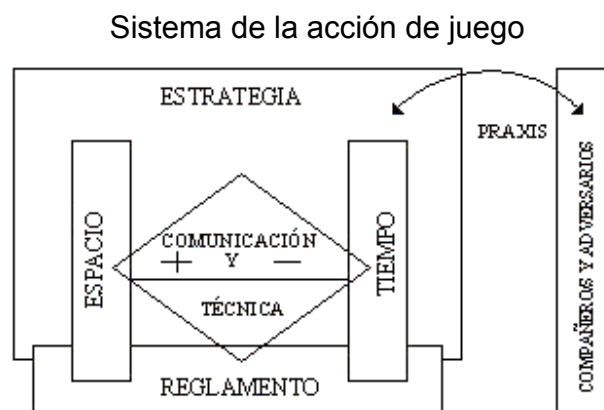 Sistema de la acción de juego
ESTRATEGIA
PRAXIS
ESPACIO
COMUNICACIÓN
+ Y −
TÉCNICA
TIEMPO
COMPAÑEROS Y ADVERSARIOS
REGLAMENTO